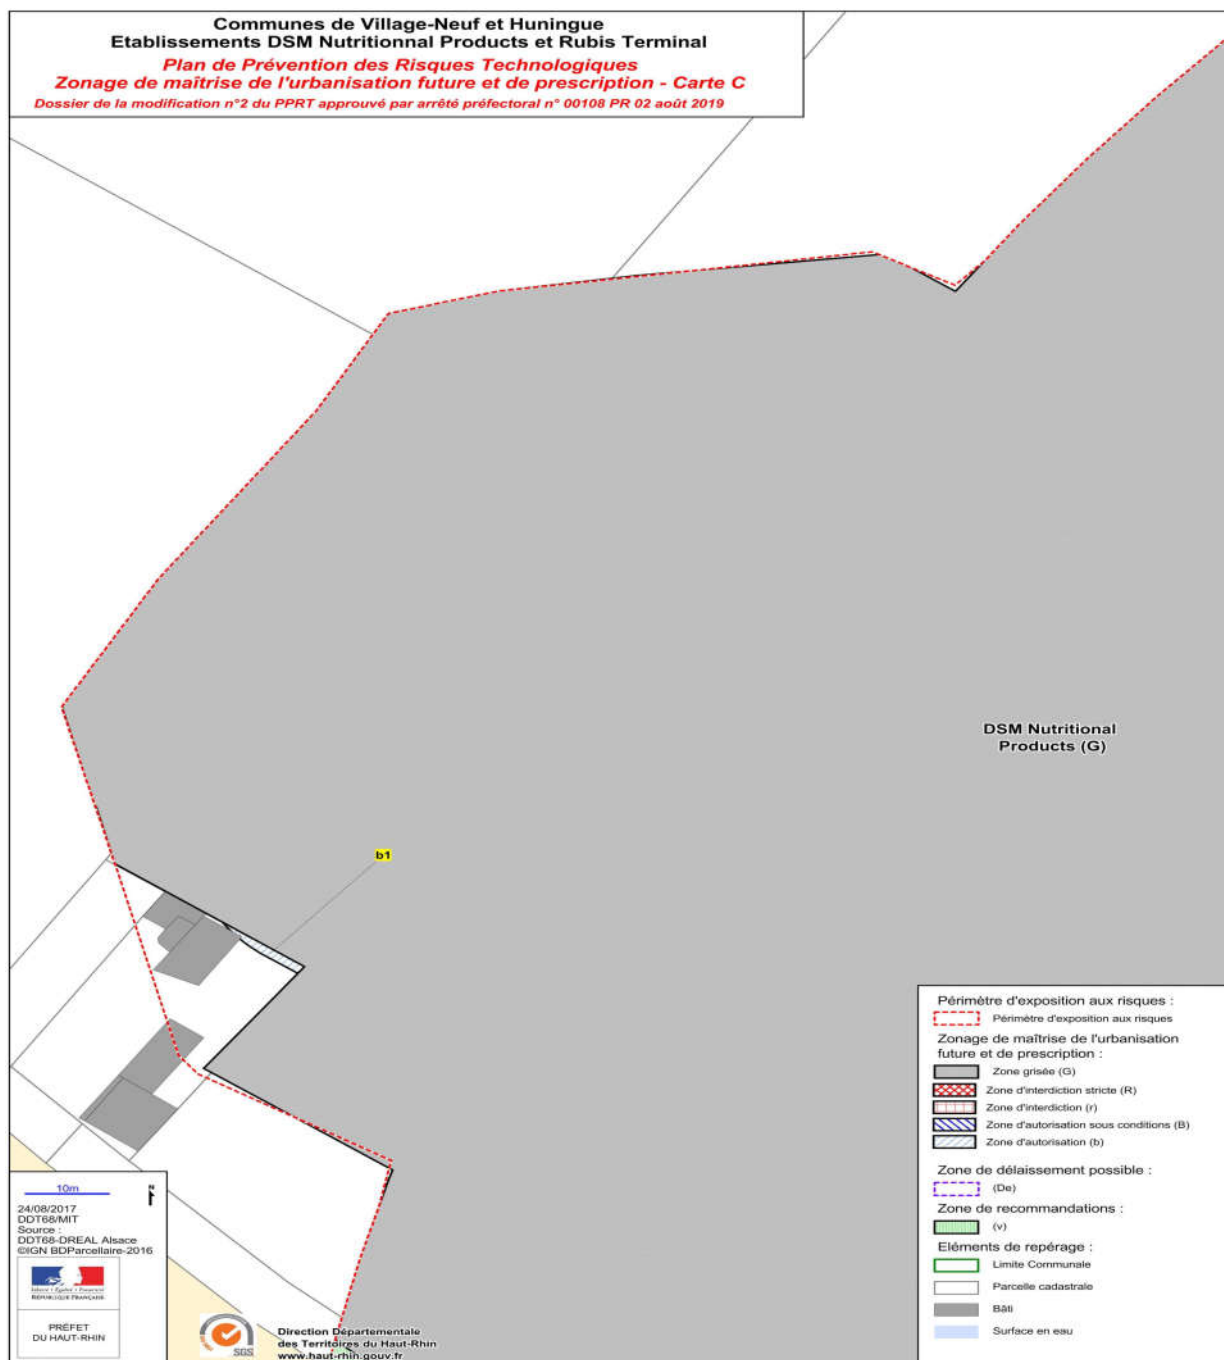 Communes de Village-Neuf et Huningue
Etablissements DSM Nutritionnal Products et Rubis Terminal
Plan de Prévention des Risques Technologiques
Zonage de maîtrise de l'urbanisation future et de prescription - Carte C
Dossier de la modification n°2 du PPRT approuvé par arrêté préfectoral n° 00108 PR 02 août 2019
DSM Nutritional
Products (G)
b1
Périmètre d'exposition aux risques :
Périmètre d'exposition aux risques
Zonage de maîtrise de l'urbanisation
future et de prescription :
Zone grisée (G)
Zone d'interdiction stricte (R)
Zone d'interdiction (r)
Zone d'autorisation sous conditions (B)
Zone d'autorisation (b)
Zone de délaissement possible :
(De)
Zone de recommandations :
(v)
Eléments de repérage :
Limite Communale
Parcelle cadastrale
Bâti
Surface en eau
10m
N
24/08/2017
DDT68/MIT
Source :
DDT68-DREAL Alsace
©IGN BDParcellaire-2016
Liberté • Égalité • Fraternité
RÉPUBLIQUE FRANÇAISE
PRÉFET
DU HAUT-RHIN
SGS
Direction Départementale
des Territoires du Haut-Rhin
www.haut-rhin.gouv.fr